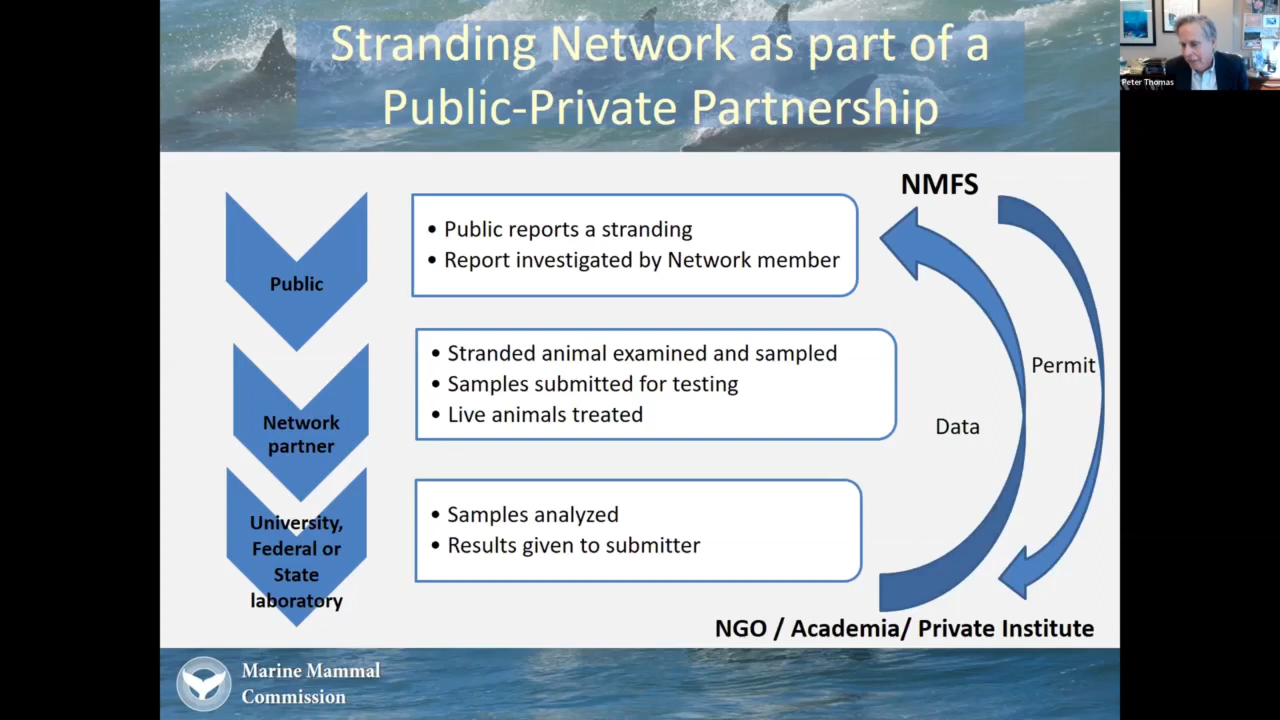 Stranding Network as part of a
Public-Private Partnership
Peter Thomas
NMFS
Public
• Public reports a stranding
• Report investigated by Network member
Network
partner
• Stranded animal examined and sampled
• Samples submitted for testing
• Live animals treated
Permit
Data
University,
Federal or
State
laboratory
• Samples analyzed
• Results given to submitter
NGO / Academia/ Private Institute
Marine Mammal
Commission